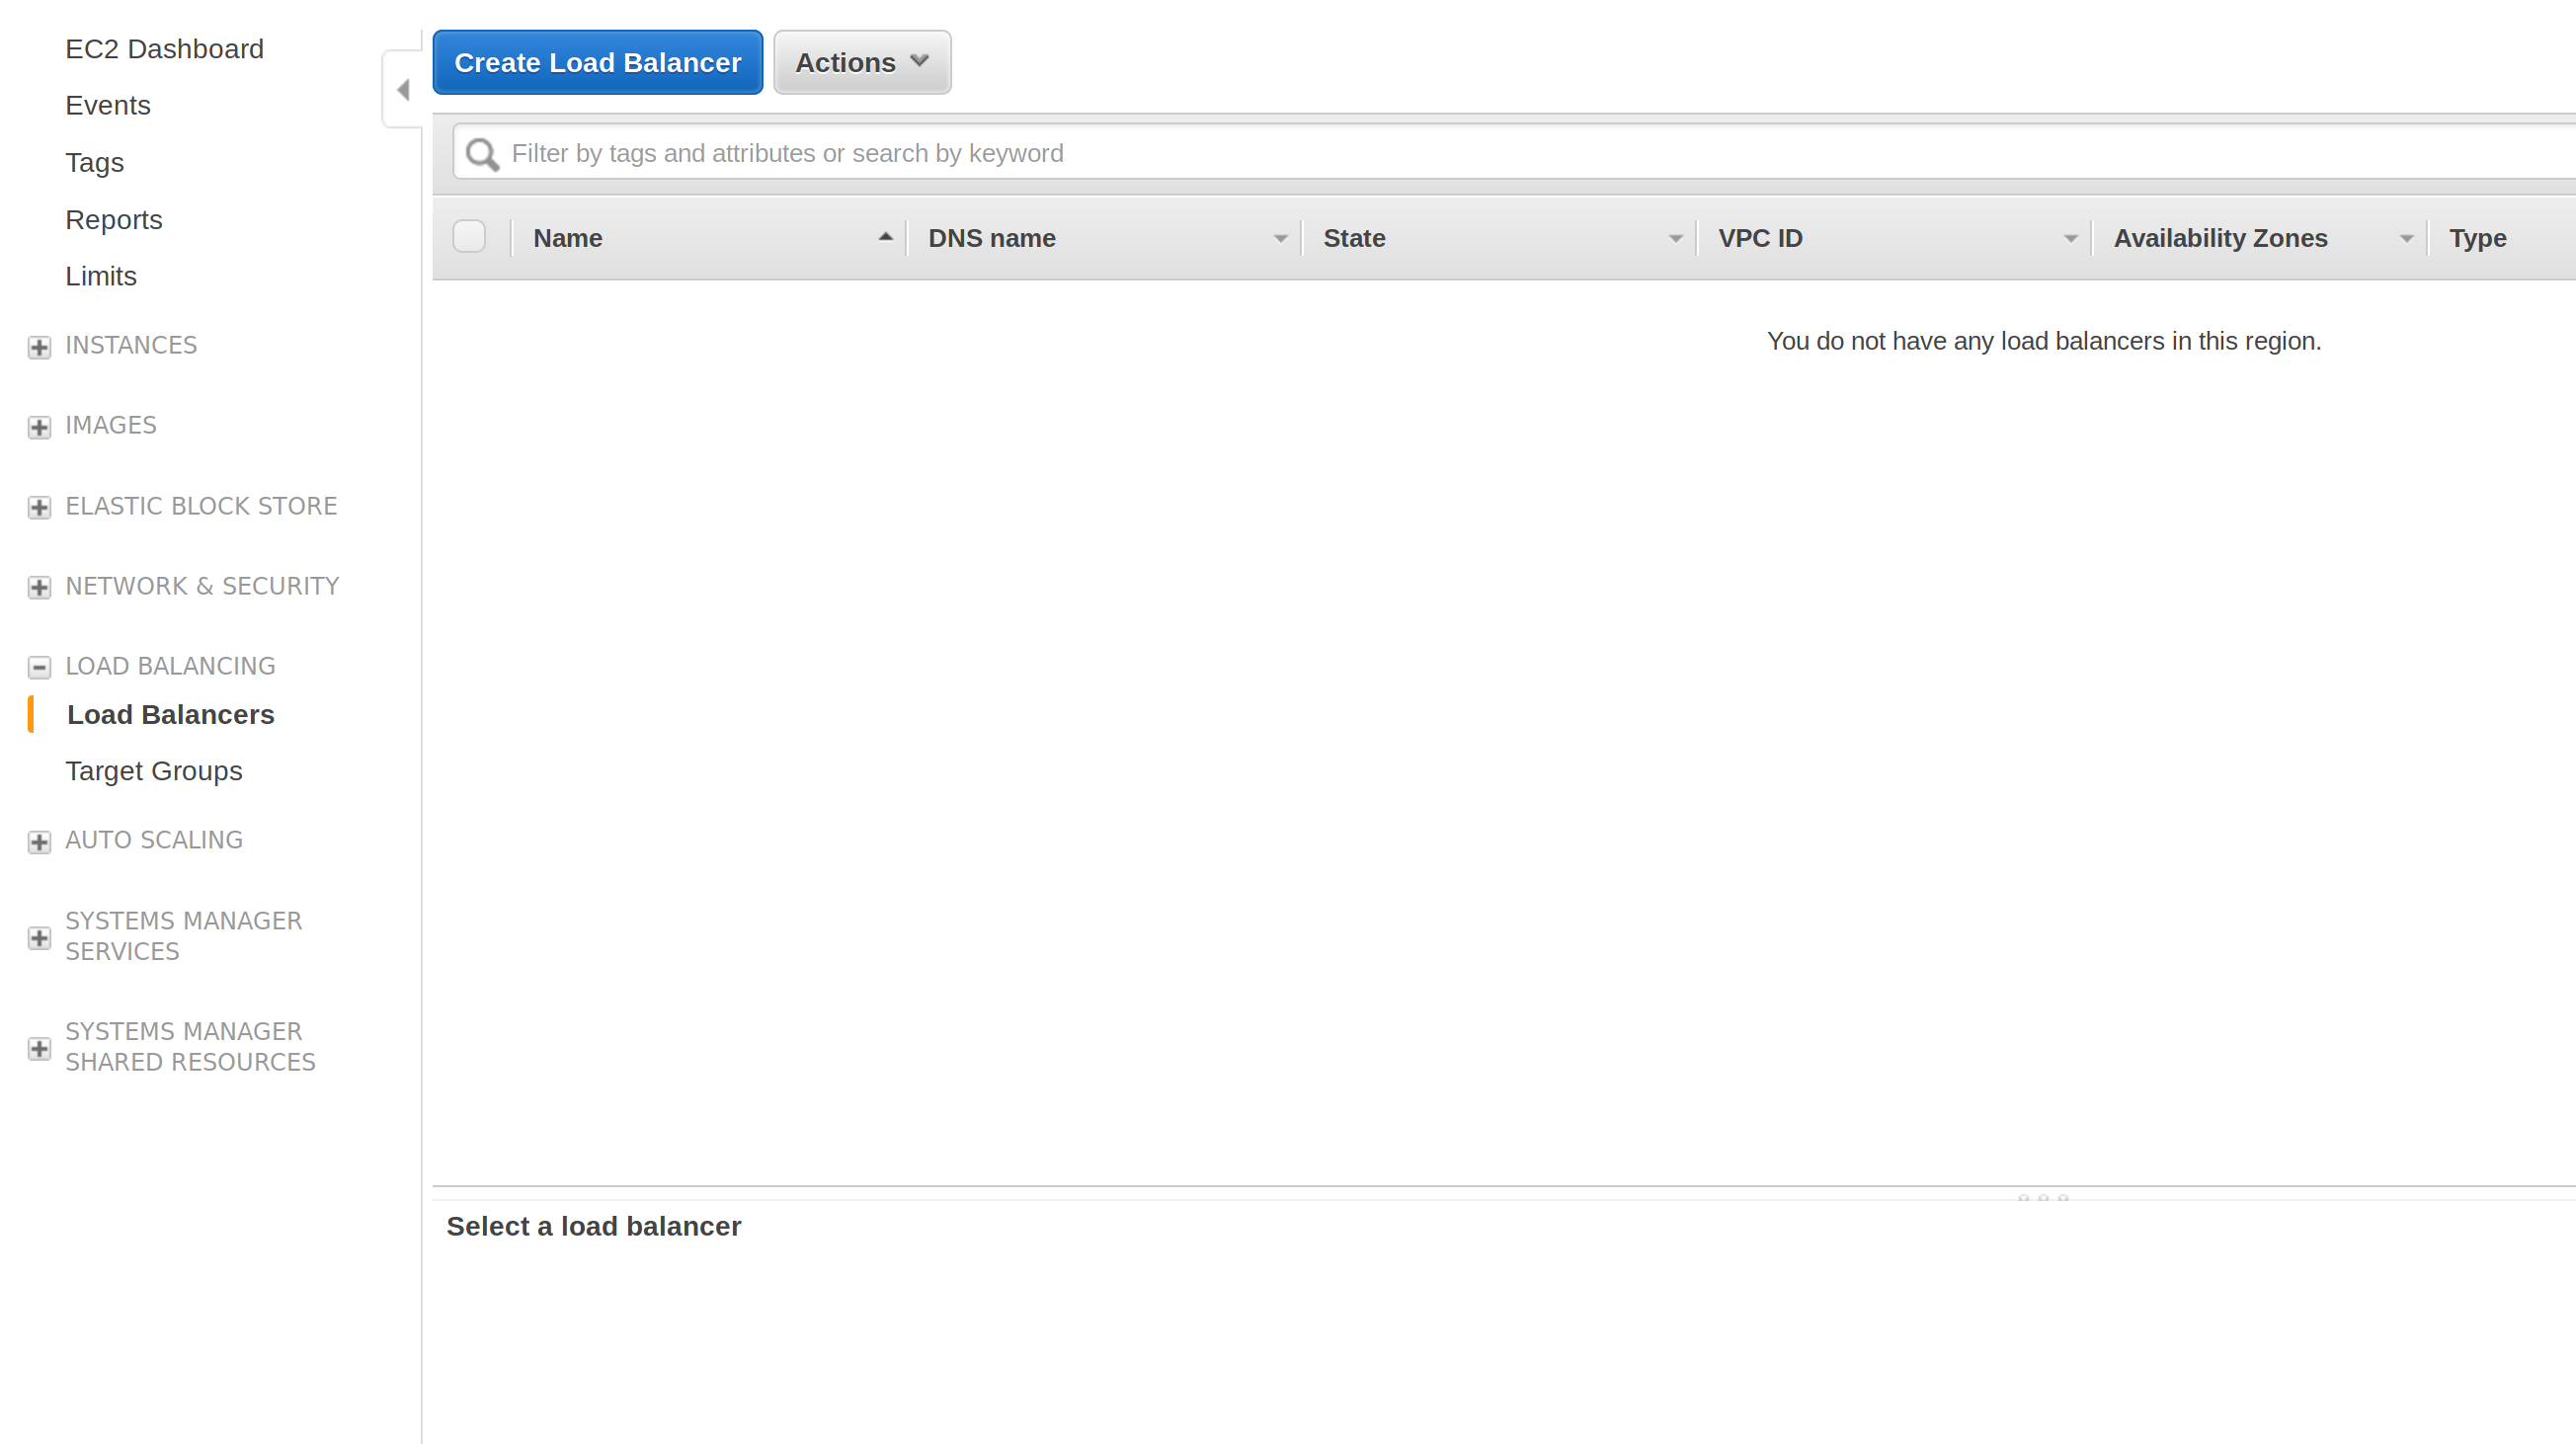 EC2 Dashboard
Events
Tags
Reports
Limits
INSTANCES
IMAGES
ELASTIC BLOCK STORE
NETWORK & SECURITY
LOAD BALANCING
Load Balancers
Target Groups
AUTO SCALING
SYSTEMS MANAGER
SERVICES
SYSTEMS MANAGER
SHARED RESOURCES
Create Load Balancer Actions
Filter by tags and attributes or search by keyword
Name DNS name State VPC ID Availability Zones Type
You do not have any load balancers in this region.
Select a load balancer